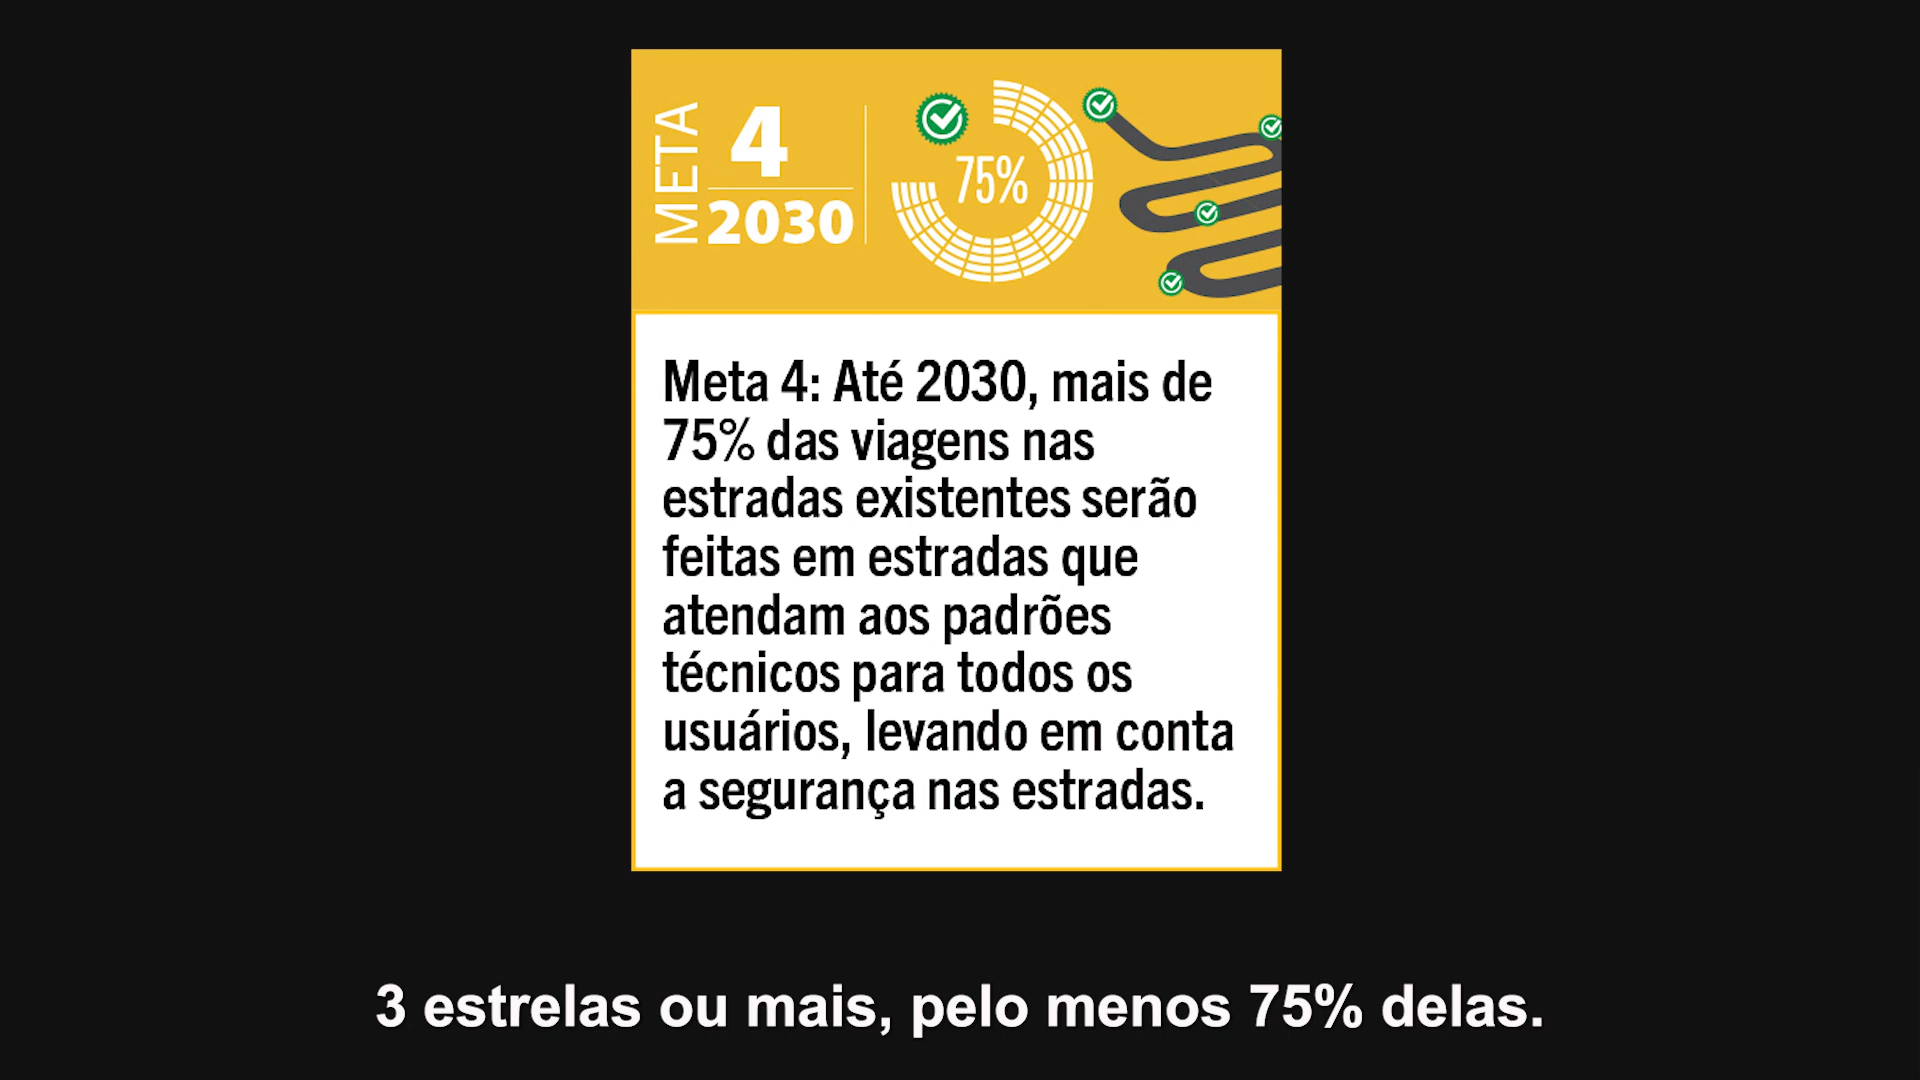 META
4
2030
75%
Meta 4: Até 2030, mais de
75% das viagens nas
estradas existentes serão
feitas em estradas que
atendam aos padrões
técnicos para todos os
usuários, levando em conta
a segurança nas estradas.
3 estrelas ou mais, pelo menos 75% delas.